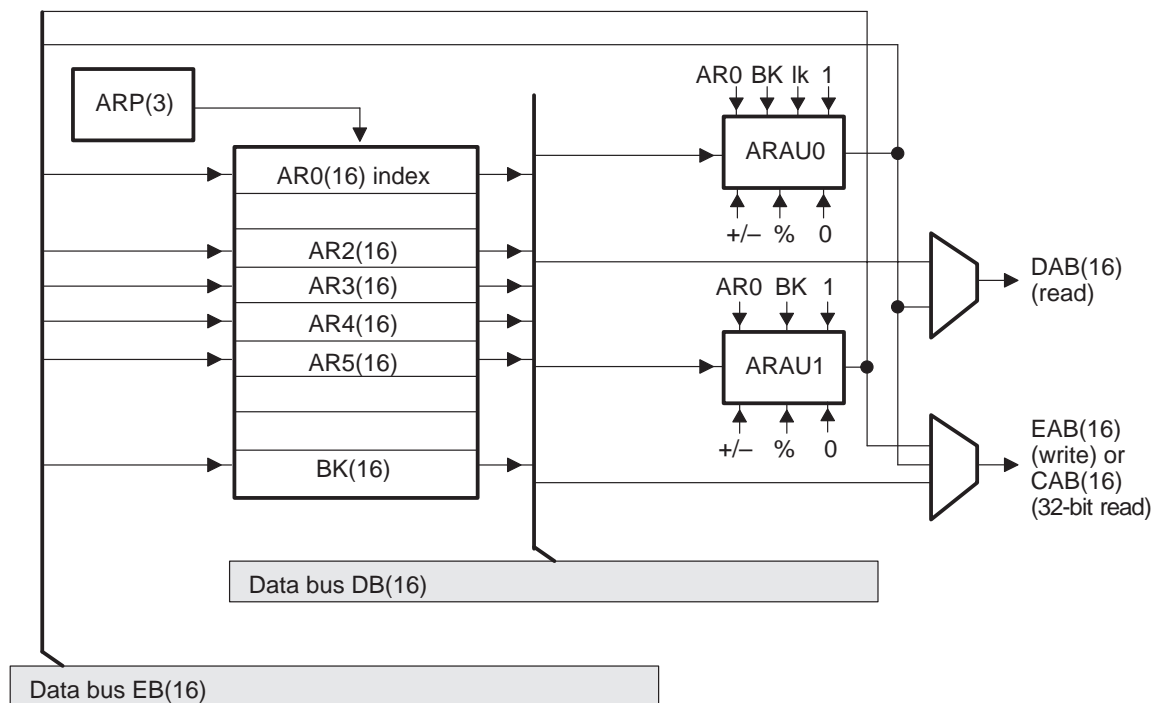 AR0 BK lk 1
ARP(3)
ARAU0
AR0(16) index
+/– % 0
AR2(16)
AR3(16)
AR4(16)
AR5(16)
BK(16)
AR0 BK 1
ARAU1
+/– % 0
DAB(16)
(read)
EAB(16)
(write) or
CAB(16)
(32-bit read)
Data bus DB(16)
Data bus EB(16)